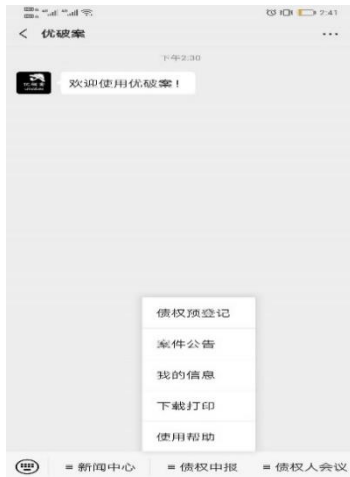 2:41
优破案
下午2:30
欢迎使用优破案！
债权预登记
案件公告
我的信息
下载打印
使用帮助
新闻中心
债权申报
债权人会议